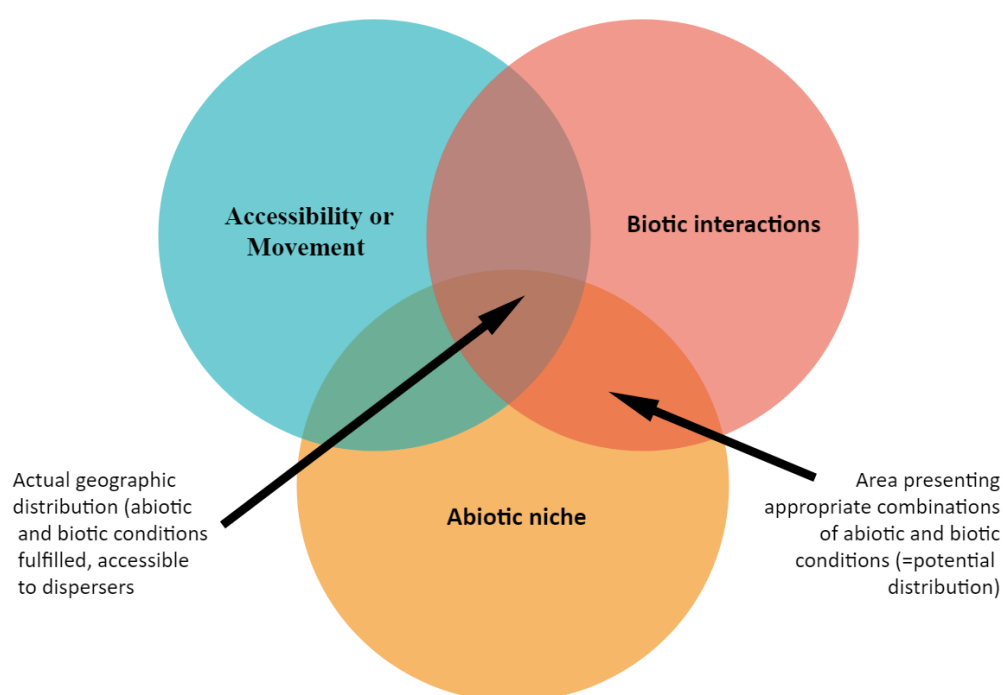 Accessibility or
Movement
Biotic interactions
Abiotic niche
Actual geographic
distribution (abiotic
and biotic conditions
fulfilled, accessible
to dispersers
Area presenting
appropriate combinations
of abiotic and biotic
conditions (=potential
distribution)